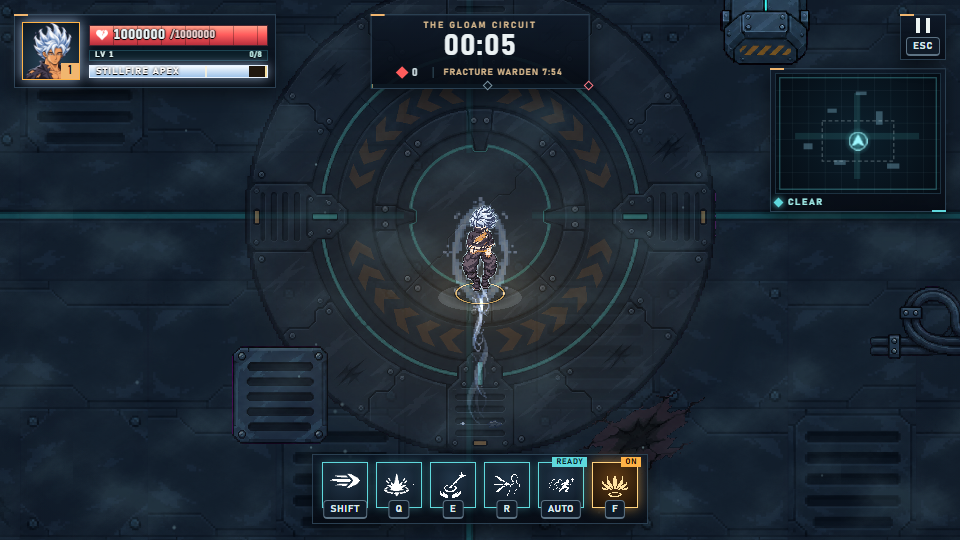 1000000 /1000000
LV 1
0/8
STILLFIRE APEX
1
THE GLOAM CIRCUIT
00:05
0
FRACTURE WARDEN 7:54
ESC
CLEAR
READY
ON
SHIFT
Q
E
R
AUTO
F